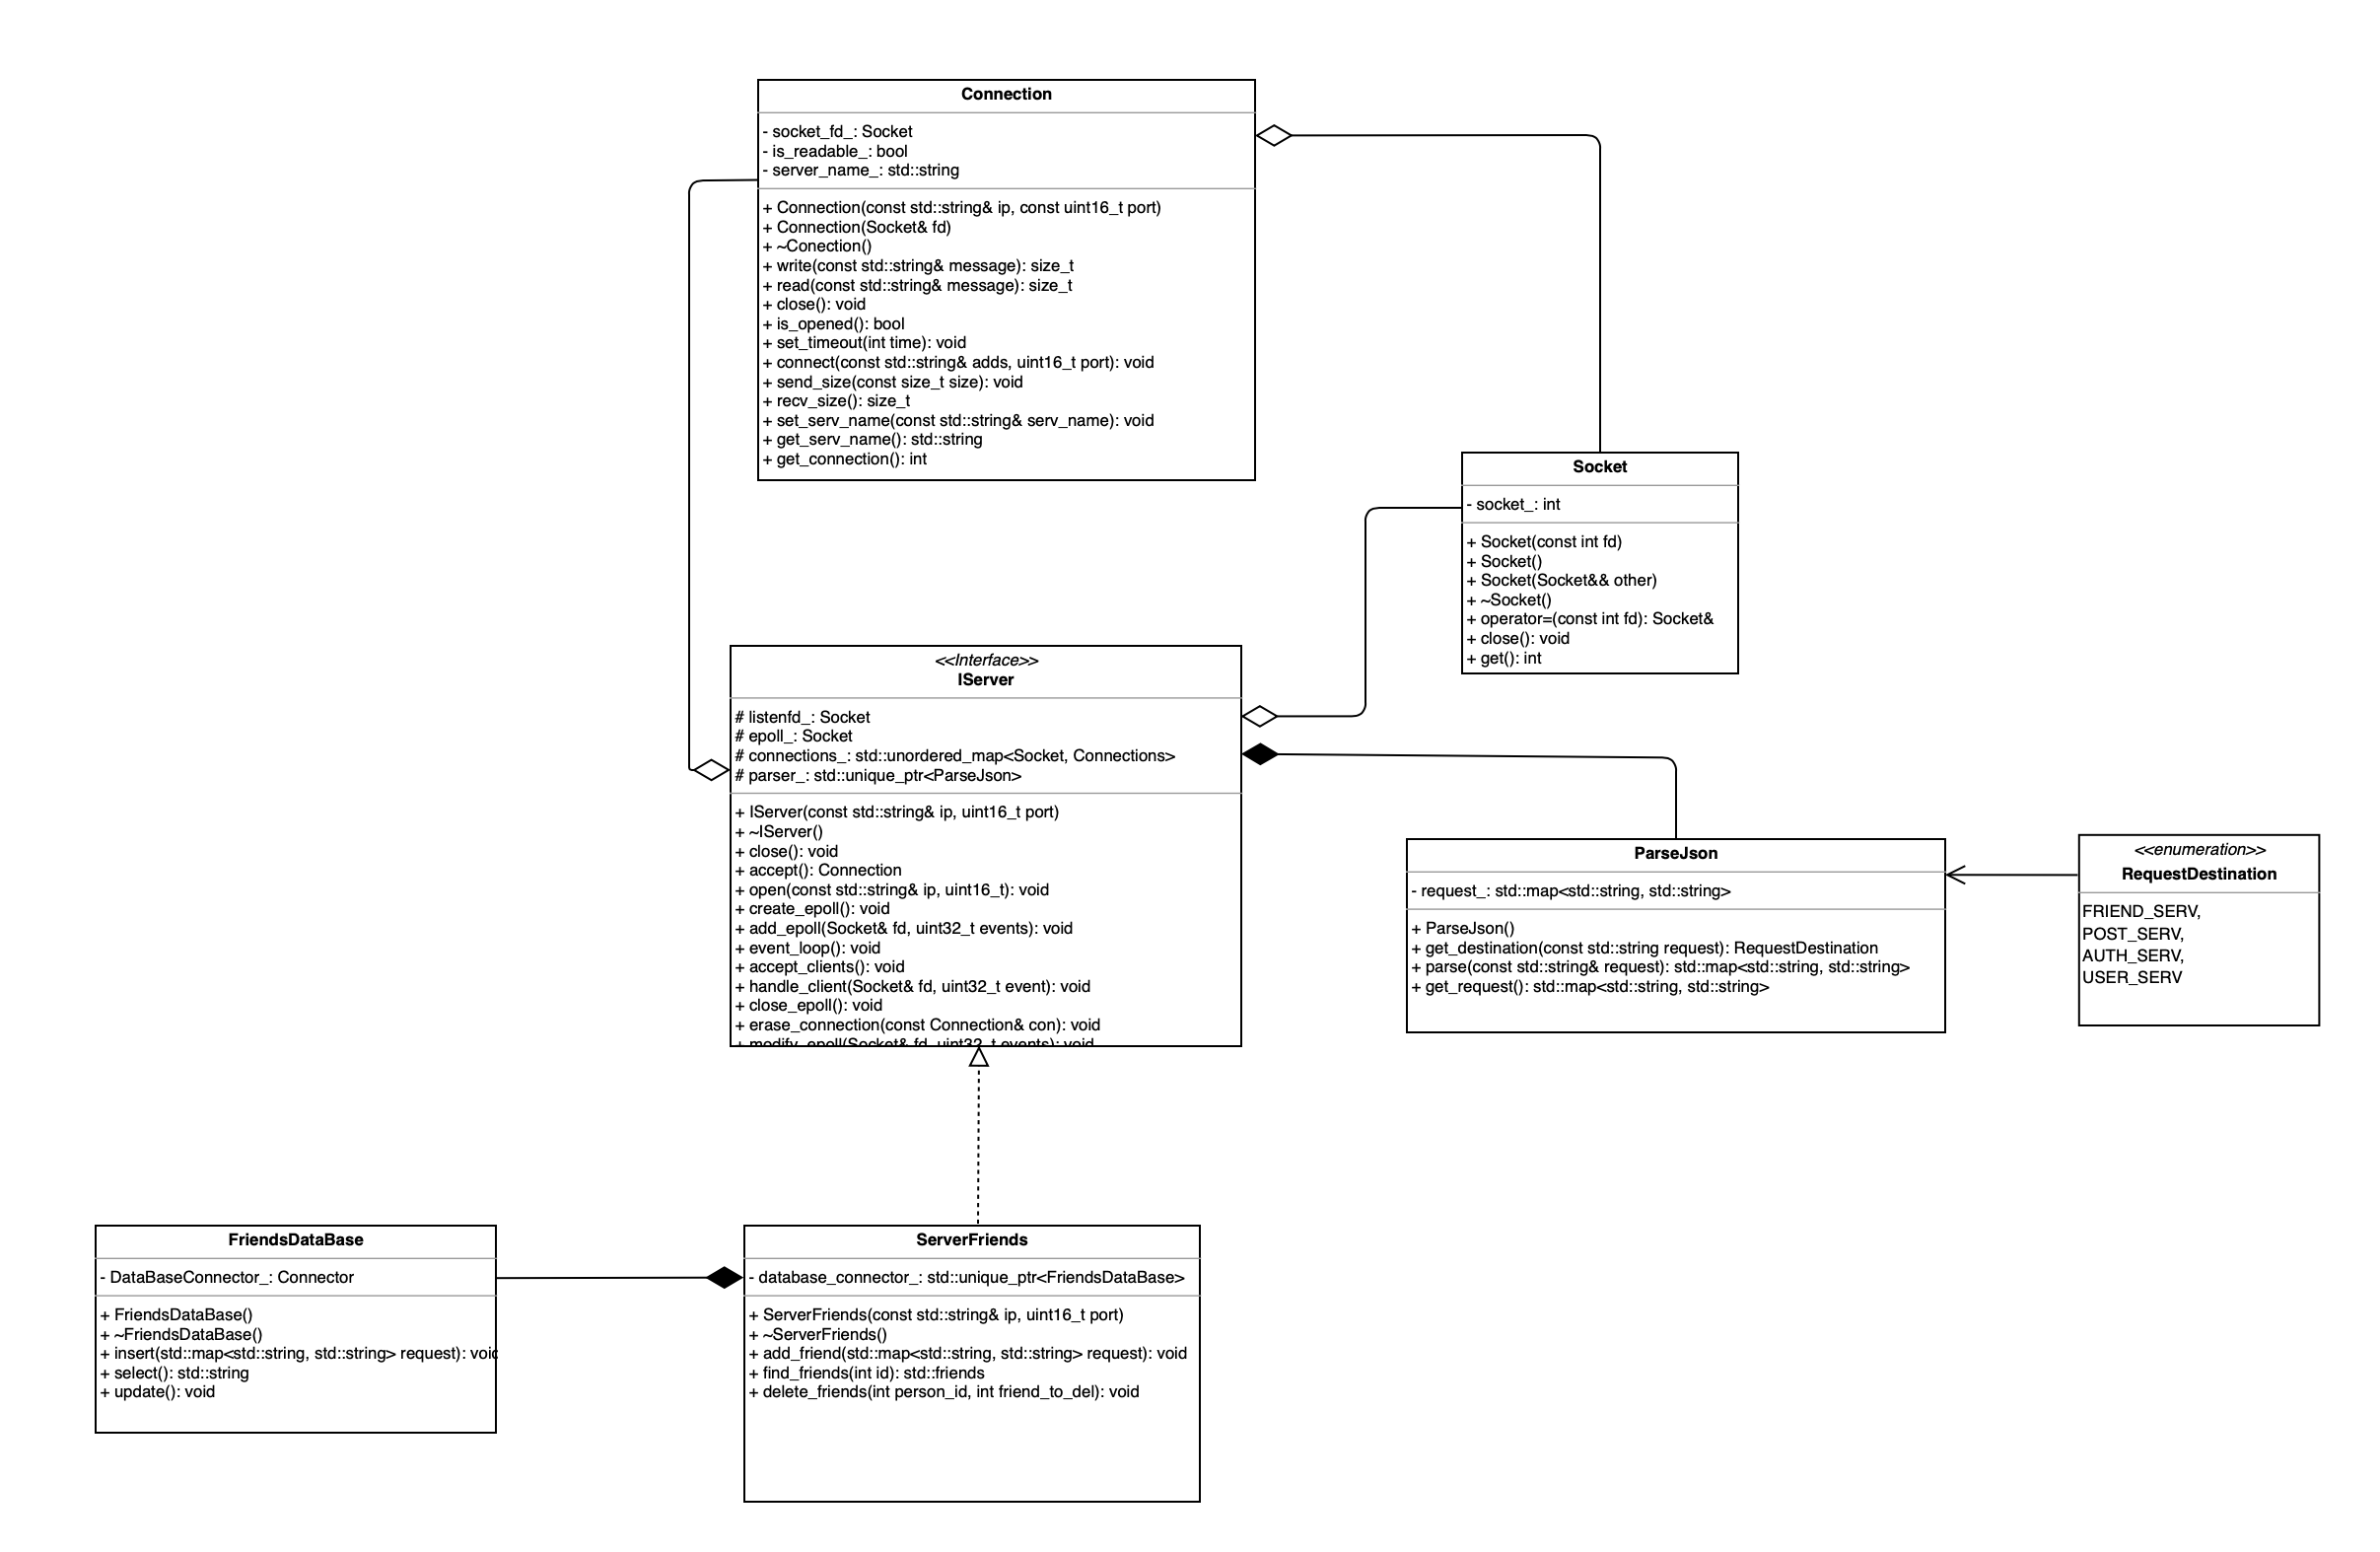 Connection
- socket_fd_: Socket
- is_readable_: bool
- server_name_: std::string
+ Connection(const std::string& ip, const uint16_t port)
+ Connection(Socket& fd)
+ ~Conection()
+ write(const std::string& message): size_t
+ read(const std::string& message): size_t
+ close(): void
+ is_opened(): bool
+ set_timeout(int time): void
+ connect(const std::string& adds, uint16_t port): void
+ send_size(const size_t size): void
+ recv_size(): size_t
+ set_serv_name(const std::string& serv_name): void
+ get_serv_name(): std::string
+ get_connection(): int
Socket
- socket_: int
+ Socket(const int fd)
+ Socket()
+ Socket(Socket&& other)
+ ~Socket()
+ operator=(const int fd): Socket&
+ close(): void
+ get(): int
<<Interface>>
IServer
# listenfd_: Socket
# epoll_: Socket
# connections_: std::unordered_map<Socket, Connections>
# parser_: std::unique_ptr<ParseJson>
+ IServer(const std::string& ip, uint16_t port)
+ ~IServer()
+ close(): void
+ accept(): Connection
+ open(const std::string& ip, uint16_t): void
+ create_epoll(): void
+ add_epoll(Socket& fd, uint32_t events): void
+ event_loop(): void
+ accept_clients(): void
+ handle_client(Socket& fd, uint32_t event): void
+ close_epoll(): void
+ erase_connection(const Connection& con): void
+ modify_epoll(Socket& fd, uint32_t events): void
ParseJson
- request_: std::map<std::string, std::string>
+ ParseJson()
+ get_destination(const std::string request): RequestDestination
+ parse(const std::string& request): std::map<std::string, std::string>
+ get_request(): std::map<std::string, std::string>
<<enumeration>>
RequestDestination
FRIEND_SERV,
POST_SERV,
AUTH_SERV,
USER_SERV
FriendsDataBase
- DataBaseConnector_: Connector
+ FriendsDataBase()
+ ~FriendsDataBase()
+ insert(std::map<std::string, std::string> request): void
+ select(): std::string
+ update(): void
ServerFriends
- database_connector_: std::unique_ptr<FriendsDataBase>
+ ServerFriends(const std::string& ip, uint16_t port)
+ ~ServerFriends()
+ add_friend(std::map<std::string, std::string> request): void
+ find_friends(int id): std::friends
+ delete_friends(int person_id, int friend_to_del): void